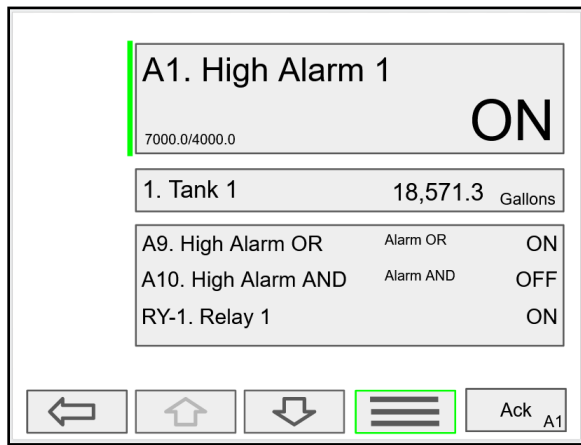 A1. High Alarm 1
ON
7000.0/4000.0
1. Tank 1 18,571.3 Gallons
A9. High Alarm OR Alarm OR ON
A10. High Alarm AND Alarm AND OFF
RY-1. Relay 1 ON
Ack A1